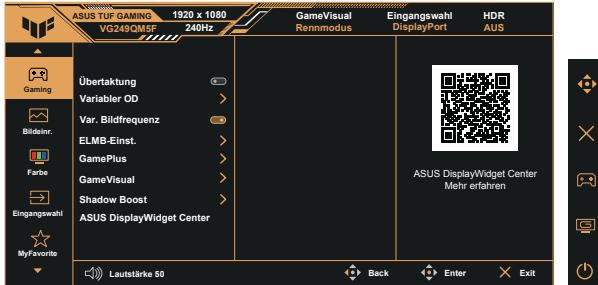 ASUS TUF GAMING 1920 x 1080
VG249QM5F 240Hz
GameVisual
Rennmodus
Eingangswahl
DisplayPort
HDR
AUS
Gaming
Bildeinr.
Farbe
Eingangswahl
MyFavorite
Übertaktung
Variabler OD
Var. Bildfrequenz
ELMB-Einst.
GamePlus
GameVisual
Shadow Boost
ASUS DisplayWidget Center
ASUS DisplayWidget Center
Mehr erfahren
Lautstärke 50
Back
Enter
Exit